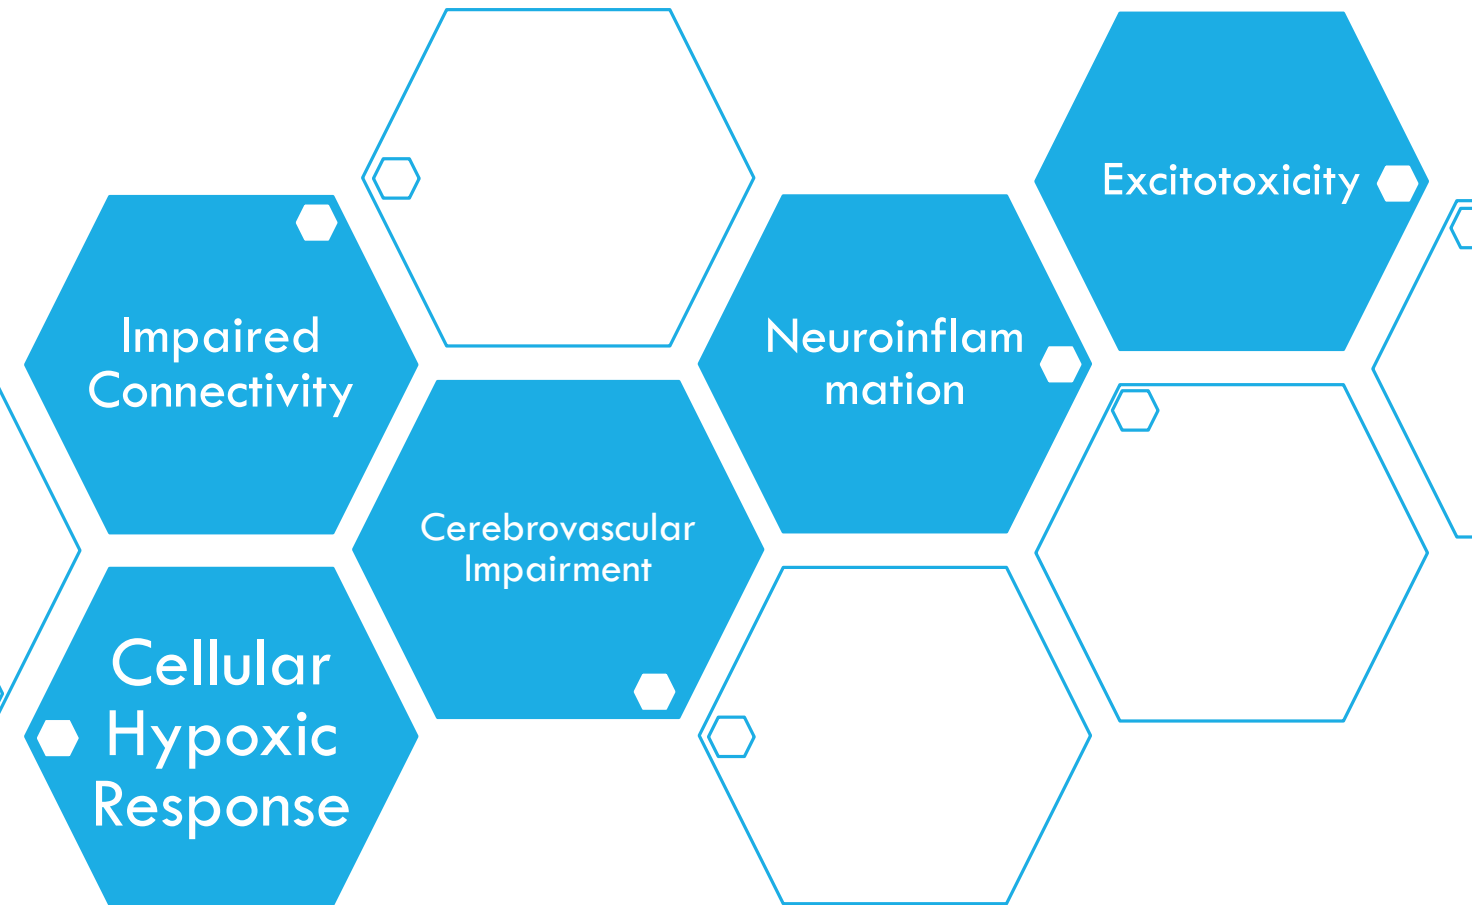 Excitotoxicity
Impaired
Connectivity
Neuroinflam
mation
Cerebrovascular
Impairment
Cellular
Hypoxic
Response